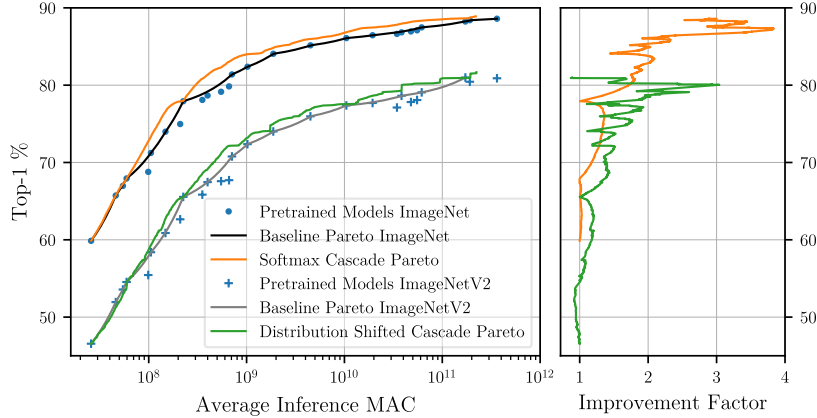 90
80
70
60
50
Top-1 %
10^8
10^9
10^10
10^11
10^12
Average Inference MAC
Pretrained Models ImageNet
Baseline Pareto ImageNet
Softmax Cascade Pareto
Pretrained Models ImageNetV2
Baseline Pareto ImageNetV2
Distribution Shifted Cascade Pareto
90
80
70
60
50
1
2
3
4
Improvement Factor